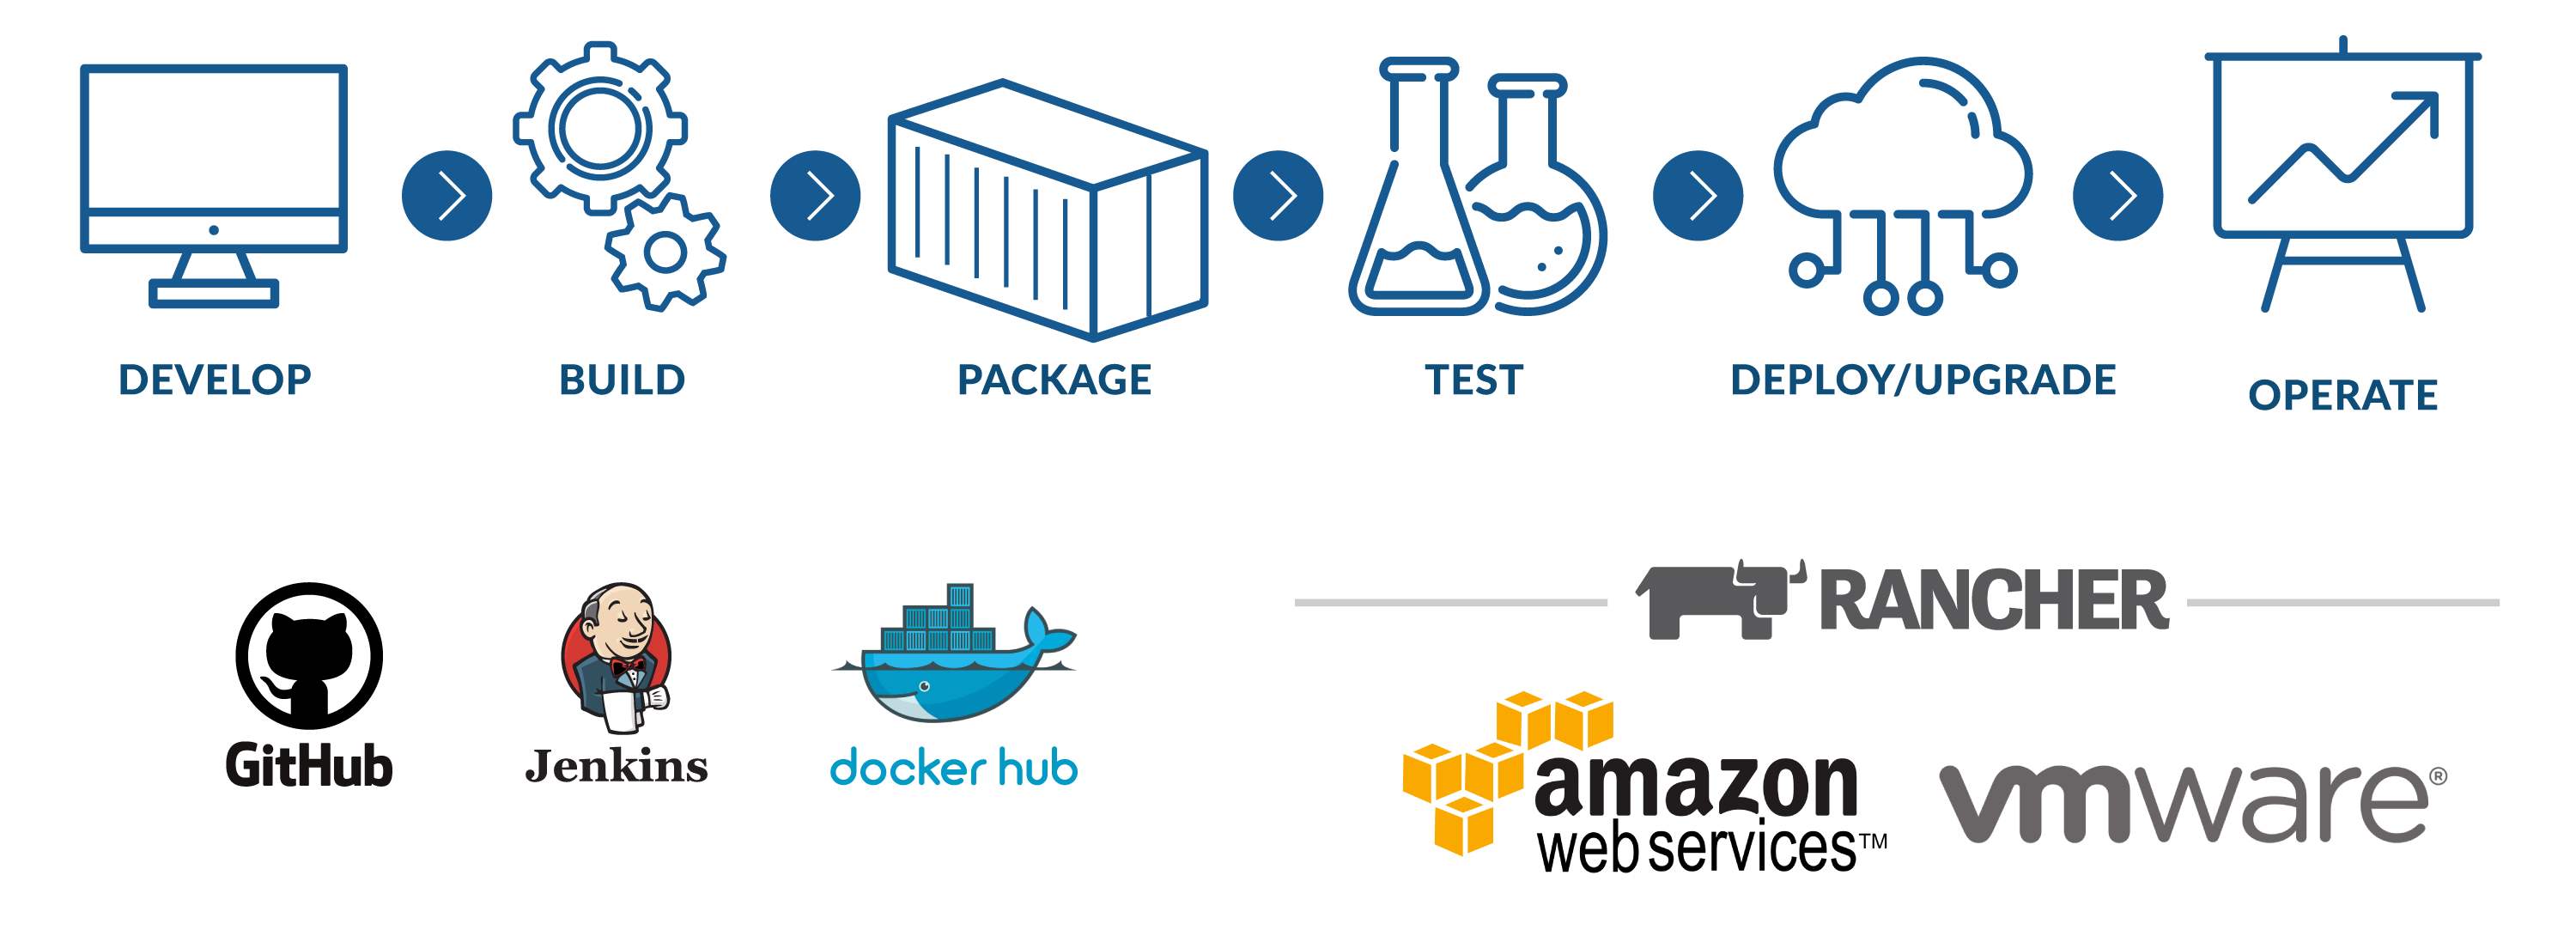 DEVELOP
BUILD
PACKAGE
TEST
DEPLOY/UPGRADE
OPERATE
GitHub
Jenkins
docker hub
RANCHER
amazon
web services™
vmware®